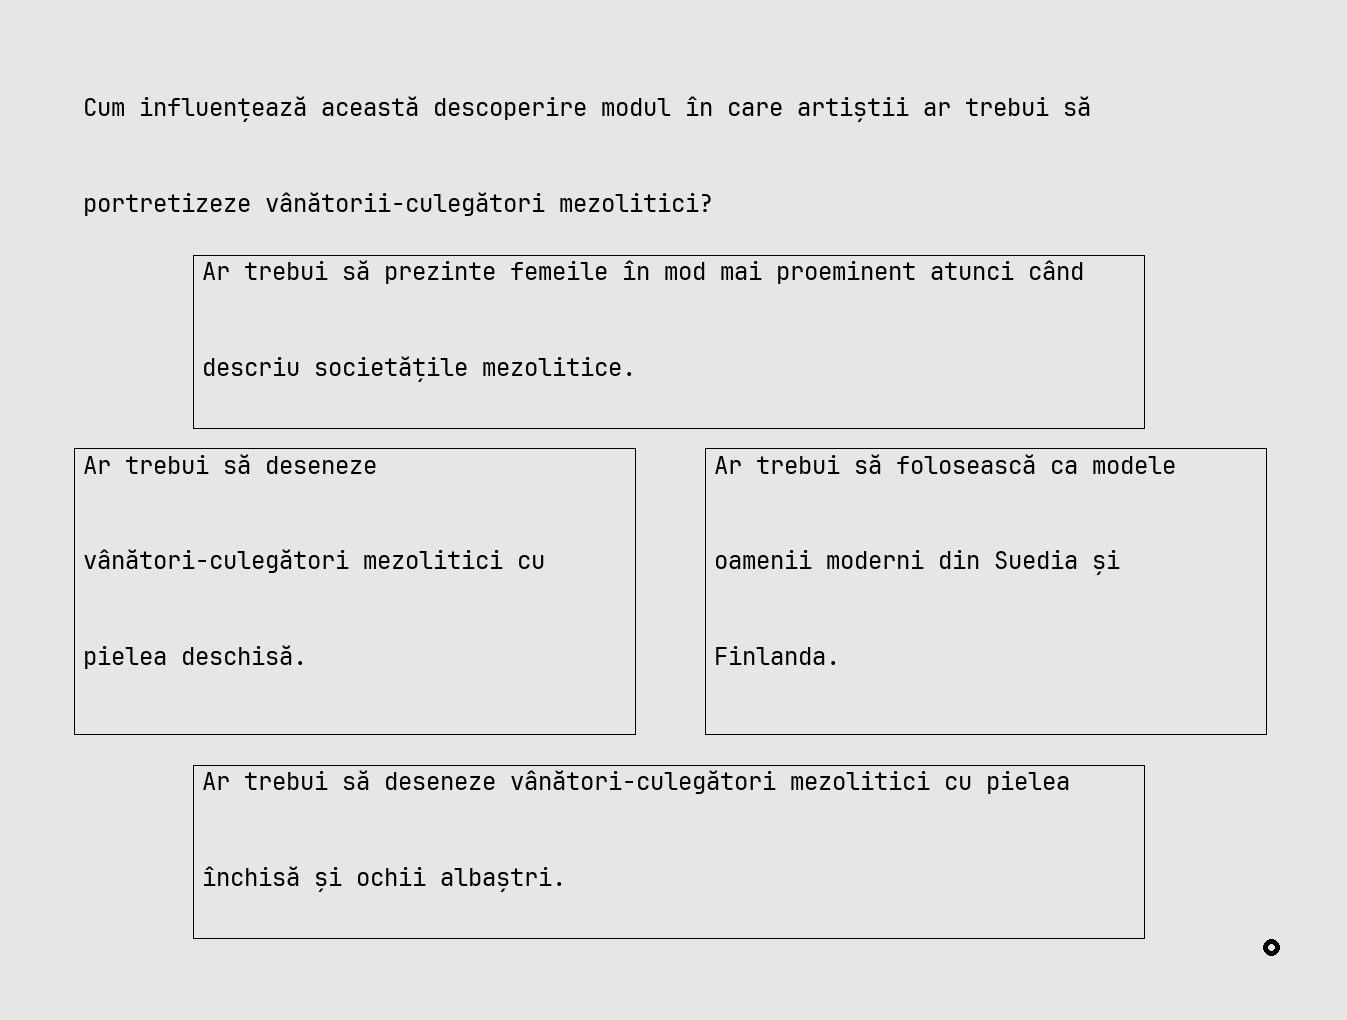 Cum influențează această descoperire modul în care artiștii ar trebui să
portretizeze vânătorii-culegători mezolitici?
Ar trebui să prezinte femeile în mod mai proeminent atunci când
descriu societățile mezolitice.
Ar trebui să deseneze
vânători-culegători mezolitici cu
pielea deschisă.
Ar trebui să folosească ca modele
oamenii moderni din Suedia și
Finlanda.
Ar trebui să deseneze vânători-culegători mezolitici cu pielea
închisă și ochii albaștri.